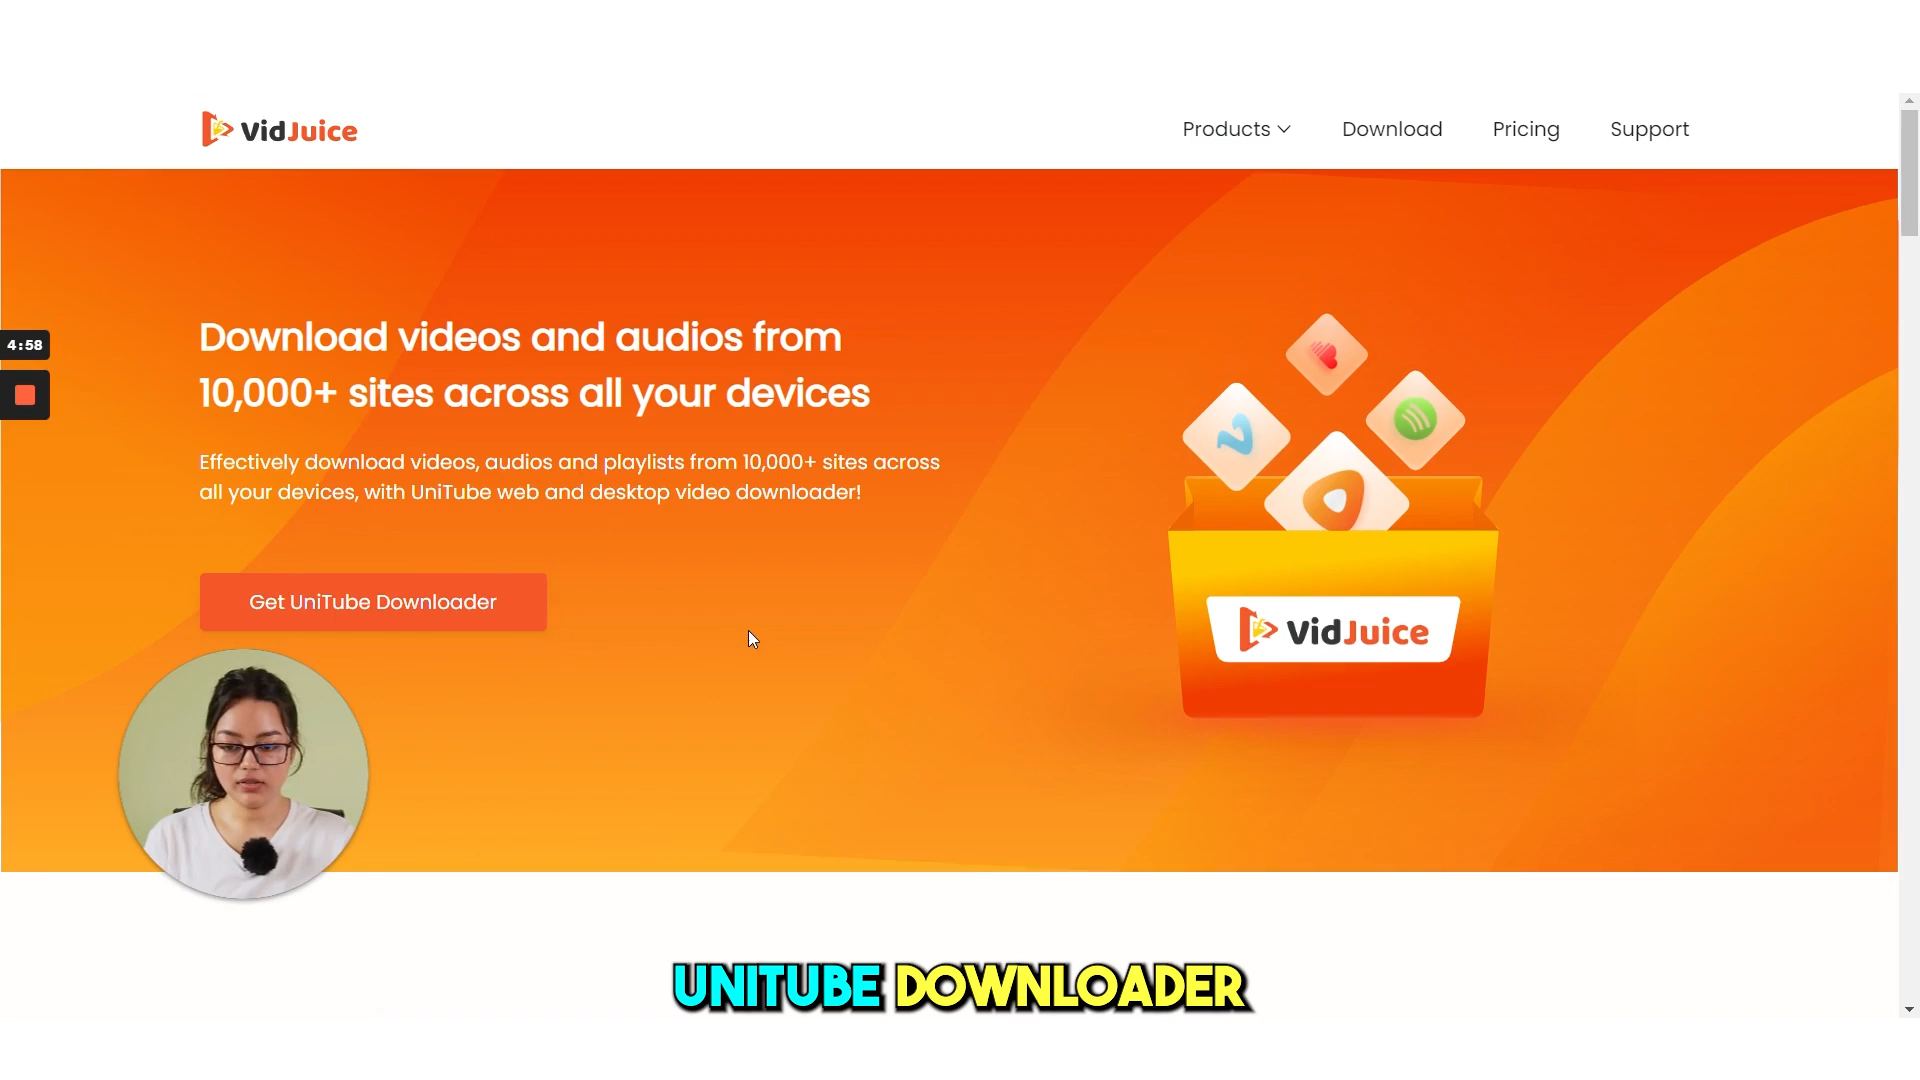 VidJuice
Products
Download
Pricing
Support
Download videos and audios from
10,000+ sites across all your devices
4:58
Effectively download videos, audios and playlists from 10,000+ sites across
all your devices, with UniTube web and desktop video downloader!
Get UniTube Downloader
VidJuice
UNITUBE DOWNLOADER